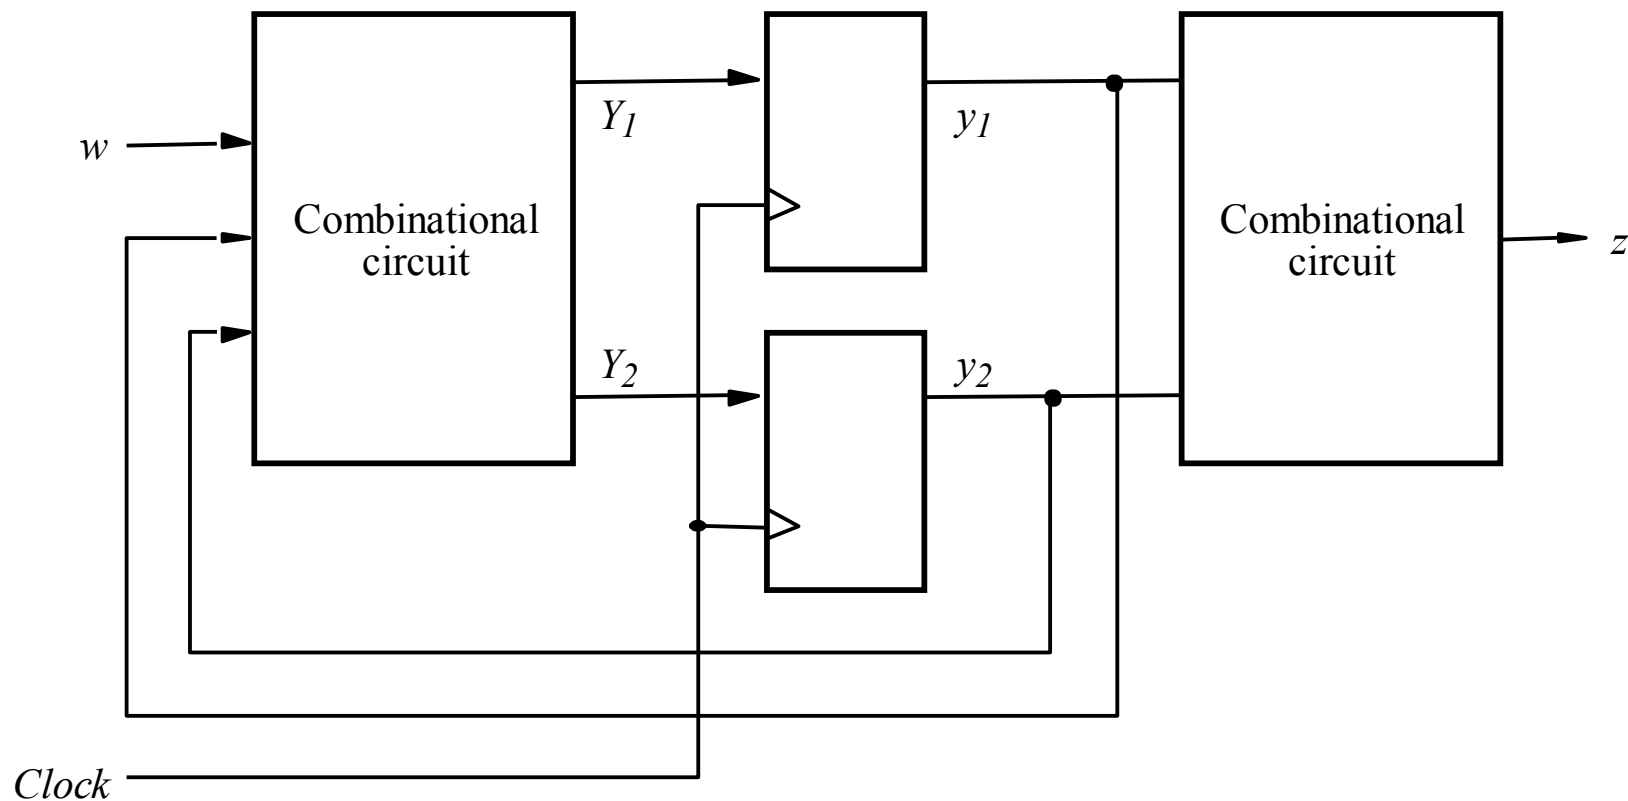 Y1
y1
w
Combinational
circuit
Combinational
circuit
z
Y2
y2
Clock